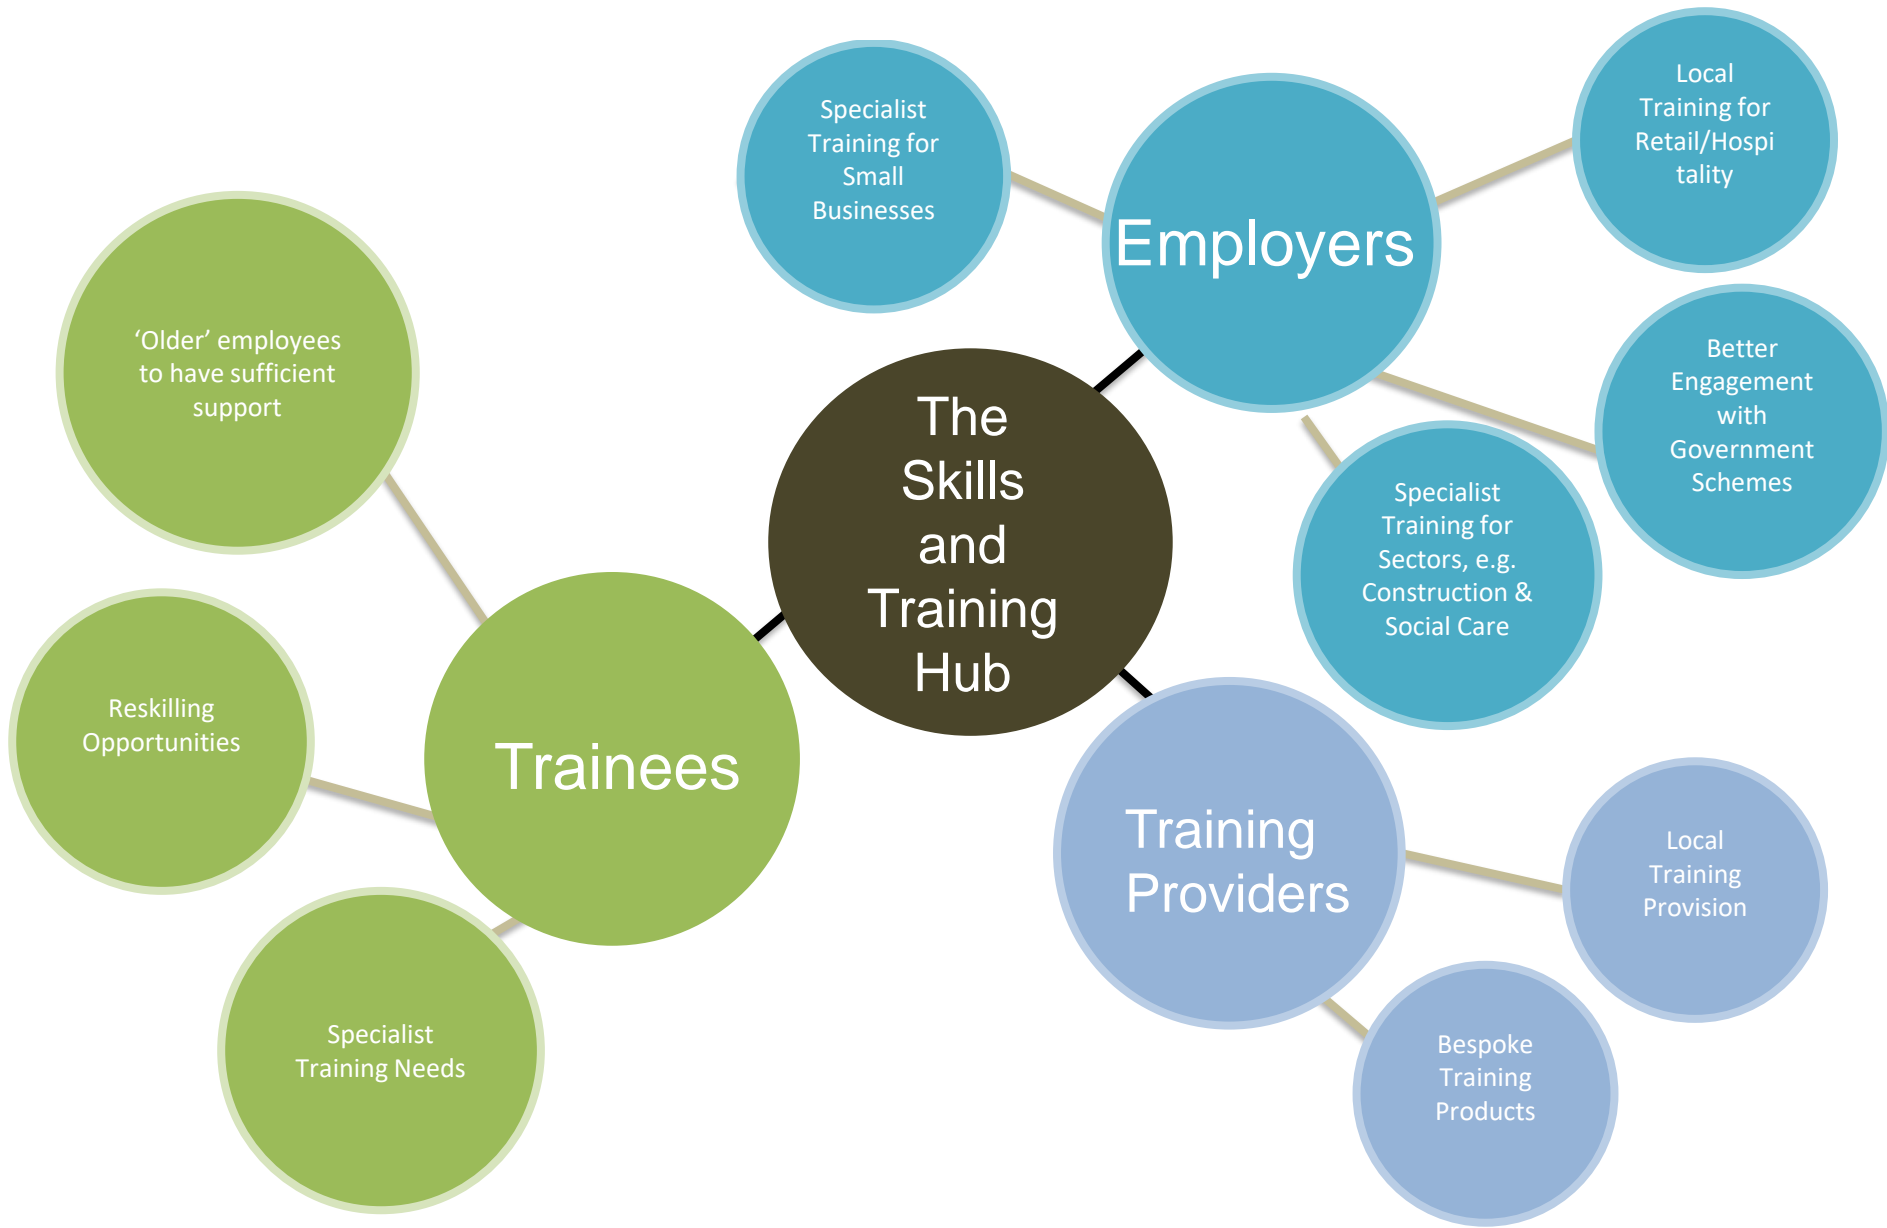 Specialist
Training for
Small
Businesses
Employers
Local
Training for
Retail/Hospi
tality
Better
Engagement
with
Government
Schemes
Specialist
Training for
Sectors, e.g.
Construction &
Social Care
The
Skills
and
Training
Hub
‘Older’ employees
to have sufficient
support
Reskilling
Opportunities
Trainees
Specialist
Training Needs
Training
Providers
Local
Training
Provision
Bespoke
Training
Products